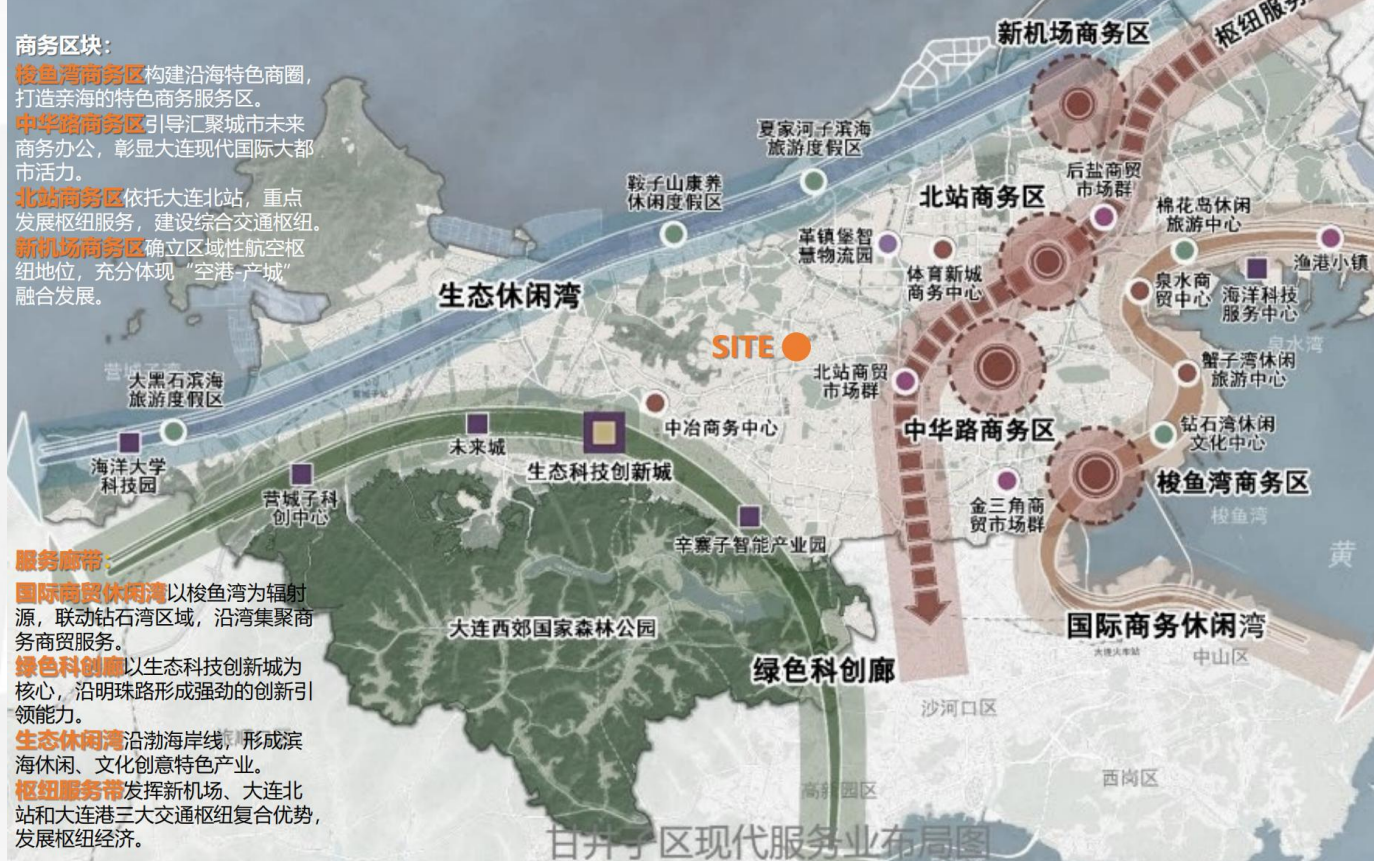 商务区块：
梭鱼湾商务区构建沿海特色商圈，
打造亲海的特色商务服务区。
中华路商务区引导汇聚城市未来
商务办公，彰显大连现代国际大都
市活力。
北站商务区依托大连北站，重点
发展枢纽服务，建设综合交通枢纽。
新机场商务区确立区域性航空枢
纽地位，充分体现“空港-产城”
融合发展。
服务廊带：
国际商贸休闲湾以梭鱼湾为辐射
源，联动钻石湾区域，沿湾集聚商
务商贸服务。
绿色科创廊以生态科技创新城为
核心，沿明珠路形成强劲的创新引
领能力。
生态休闲湾沿渤海岸线，形成滨
海休闲、文化创意特色产业。
枢纽服务带发挥新机场、大连北
站和大连港三大交通枢纽复合优势，
发展枢纽经济。
新机场商务区
枢纽服务
夏家河子滨海
旅游度假区
鞍子山康养
休闲度假区
后盐商贸
市场群
北站商务区
棉花岛休闲
旅游中心
革镇堡智
慧物流园
体育新城
商务中心
渔港小镇
泉水商
贸中心
海洋科技
服务中心
生态休闲湾
SITE
泉水湾
北站商贸
市场群
蟹子湾休闲
旅游中心
营城子湾
大黑石滨海
旅游度假区
中冶商务中心
中华路商务区
钻石湾休闲
文化中心
未来城
海洋大学
科技园
生态科技创新城
营城子科
创中心
梭鱼湾商务区
金三角商
贸市场群
梭鱼湾
辛寨子智能产业园
黄
大连西郊国家森林公园
国际商务休闲湾
大连火车站
中山区
绿色科创廊
沙河口区
西岗区
高新园区
甘井子区现代服务业布局图